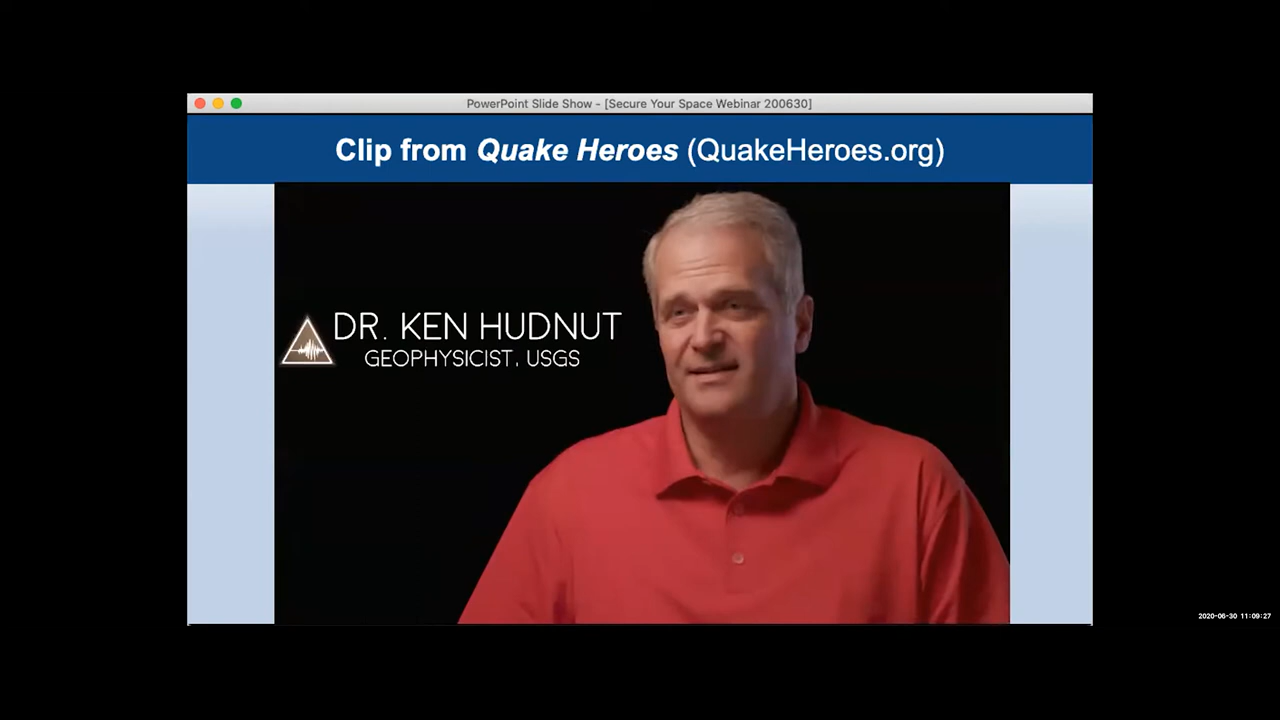 PowerPoint Slide Show - [Secure Your Space Webinar 200630]
Clip from Quake Heroes (QuakeHeroes.org)
DR. KEN HUDNUT
GEOPHYSICIST, USGS
2020-06-30 11:09:27